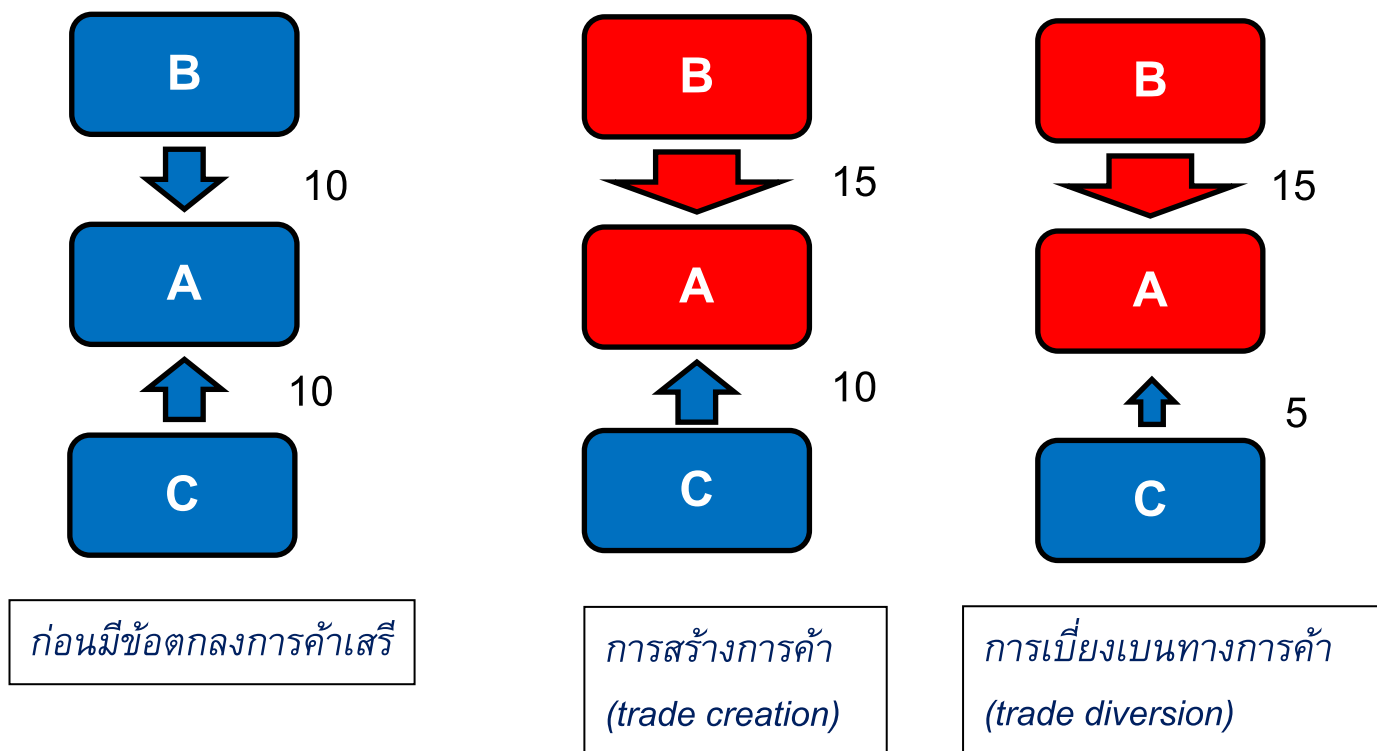 B
10
A
10
C
ก่อนมีข้อตกลงการค้าเสรี
B
15
A
10
C
การสร้างการค้า
(trade creation)
B
15
A
5
C
การเบี่ยงเบนทางการค้า
(trade diversion)